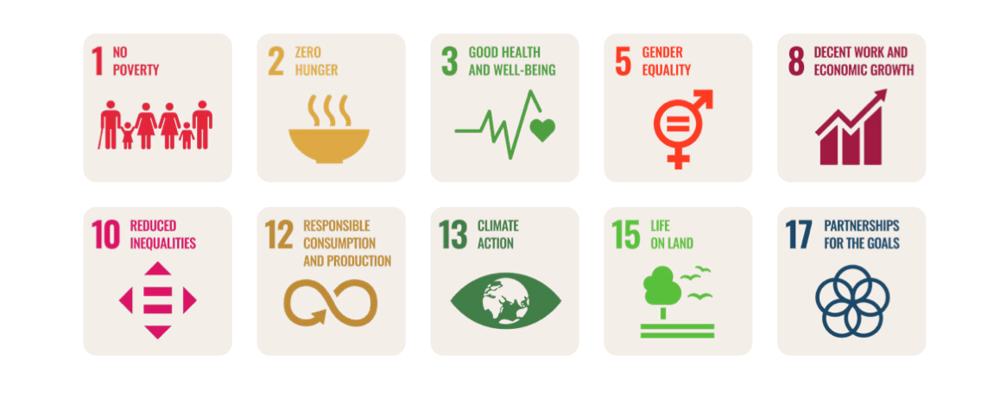 1 NO
POVERTY
2 ZERO
HUNGER
3 GOOD HEALTH
AND WELL-BEING
5 GENDER
EQUALITY
8 DECENT WORK AND
ECONOMIC GROWTH
10 REDUCED
INEQUALITIES
12 RESPONSIBLE
CONSUMPTION
AND PRODUCTION
13 CLIMATE
ACTION
15 LIFE
ON LAND
17 PARTNERSHIPS
FOR THE GOALS